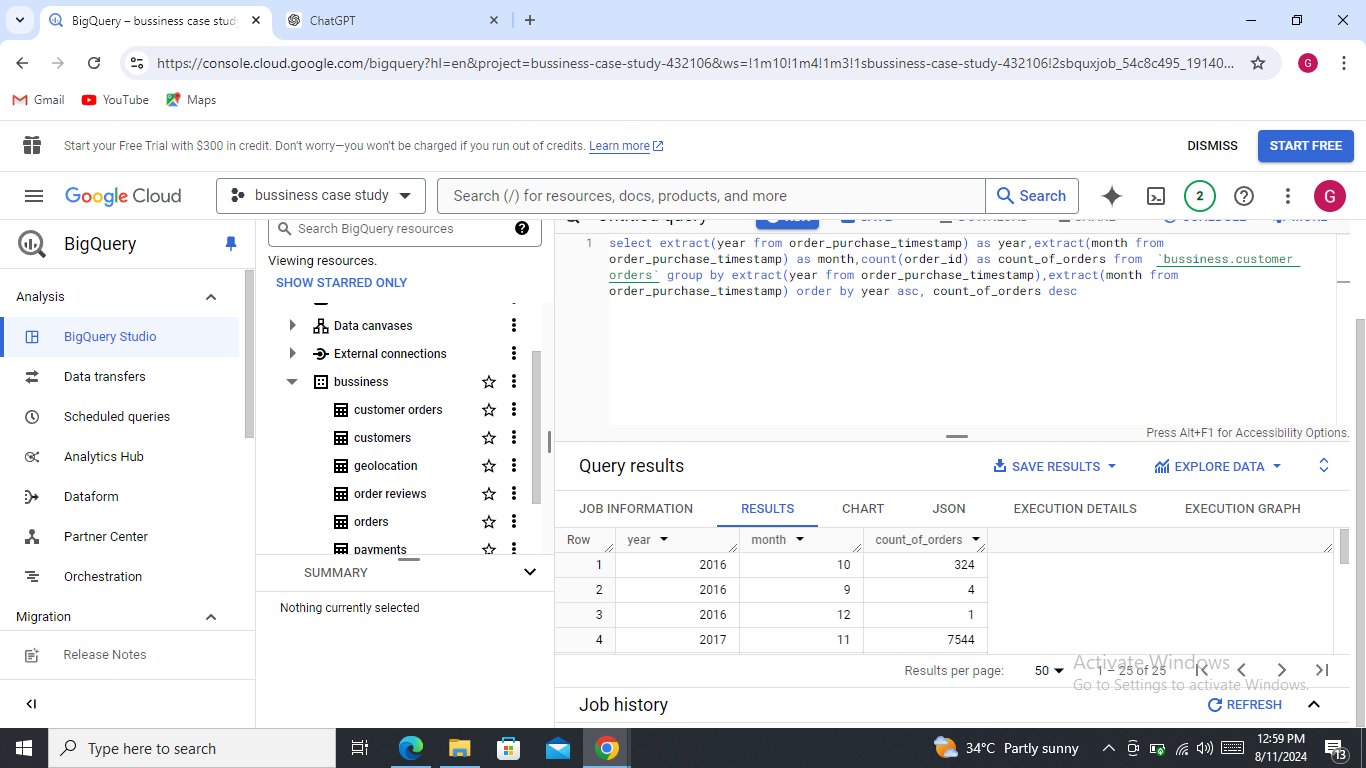 BigQuery – bussiness case stud
ChatGPT
https://console.cloud.google.com/bigquery?hl=en&project=bussiness-case-study-432106&ws=!1m10!1m4!1m3!1sbussiness-case-study-432106!2sbquxjob_54c8c495_19140...
G
Gmail
YouTube
Maps
Start your Free Trial with $300 in credit. Don't worry—you won't be charged if you run out of credits. Learn more
DISMISS
START FREE
Google Cloud
bussiness case study
Search (/) for resources, docs, products, and more
Search
2
G
BigQuery
Analysis
BigQuery Studio
Data transfers
Scheduled queries
Analytics Hub
Dataform
Partner Center
Orchestration
Migration
Release Notes
Search BigQuery resources
Viewing resources.
SHOW STARRED ONLY
Data canvases
External connections
bussiness
customer orders
customers
geolocation
order reviews
orders
payments
SUMMARY
Nothing currently selected
Untitled query
SAVE
DOWNLOAD
SHARE
SCHEDULE
MORE
1 select extract(year from order_purchase_timestamp) as year,extract(month from
order_purchase_timestamp) as month,count(order_id) as count_of_orders from `bussiness.customer
orders` group by extract(year from order_purchase_timestamp),extract(month from
order_purchase_timestamp) order by year asc, count_of_orders desc
Press Alt+F1 for Accessibility Options.
Query results
SAVE RESULTS
EXPLORE DATA
JOB INFORMATION
RESULTS
CHART
JSON
EXECUTION DETAILS
EXECUTION GRAPH
Row year month count_of_orders
1 2016 10 324
2 2016 9 4
3 2016 12 1
4 2017 11 7544
Results per page: 50 1 – 25 of 25
Activate Windows
Go to Settings to activate Windows.
Job history
REFRESH
Type here to search
34°C Partly sunny
12:59 PM
8/11/2024
13